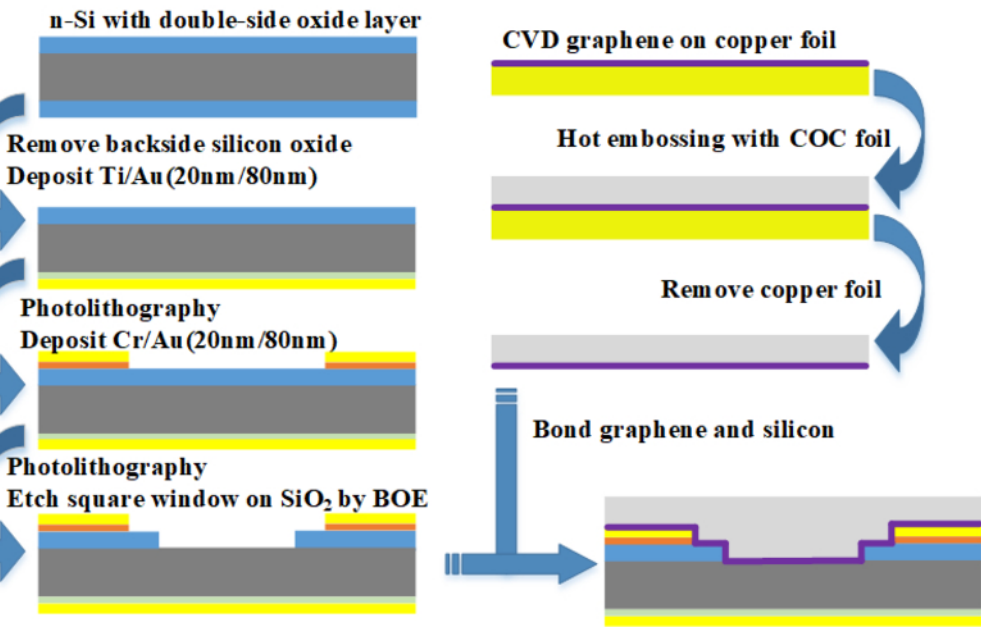 n-Si with double-side oxide layer
Remove backside silicon oxide
Deposit Ti/Au(20nm/80nm)
Photolithography
Deposit Cr/Au(20nm/80nm)
Photolithography
Etch square window on SiO₂ by BOE
CVD graphene on copper foil
Hot embossing with COC foil
Remove copper foil
Bond graphene and silicon